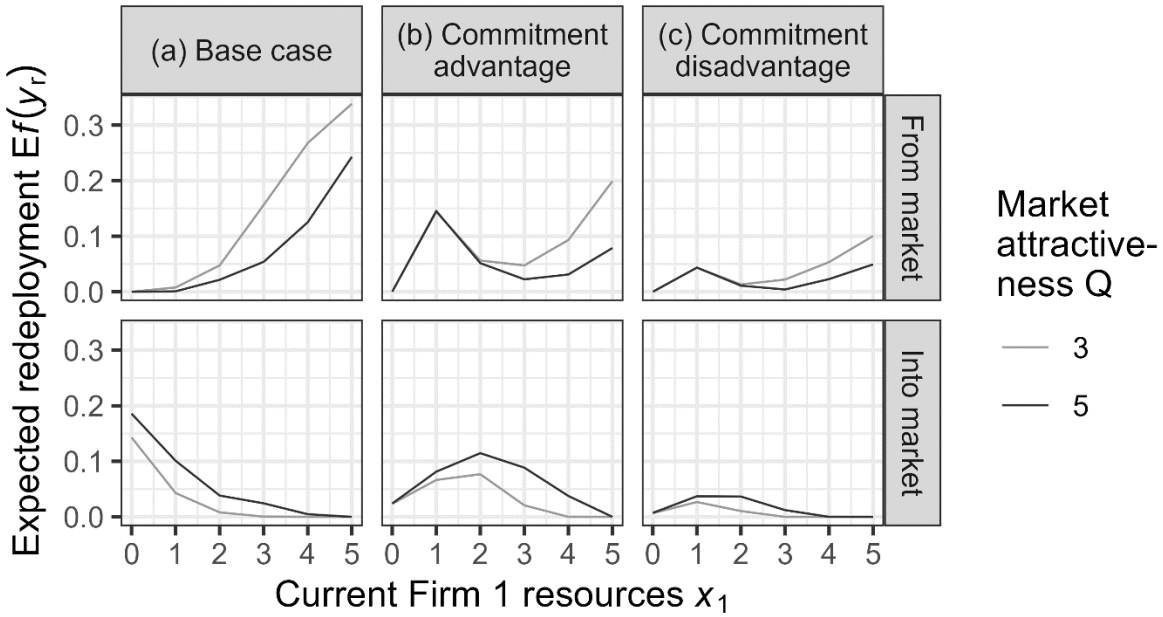 (a) Base case
(b) Commitment
advantage
(c) Commitment
disadvantage
Expected redeployment Ef(yr)
0.3
0.2
0.1
0.0
From market
0.3
0.2
0.1
0.0
Into market
0 1 2 3 4 5
0 1 2 3 4 5
0 1 2 3 4 5
Current Firm 1 resources x1
Market
attractive-
ness Q
3
5